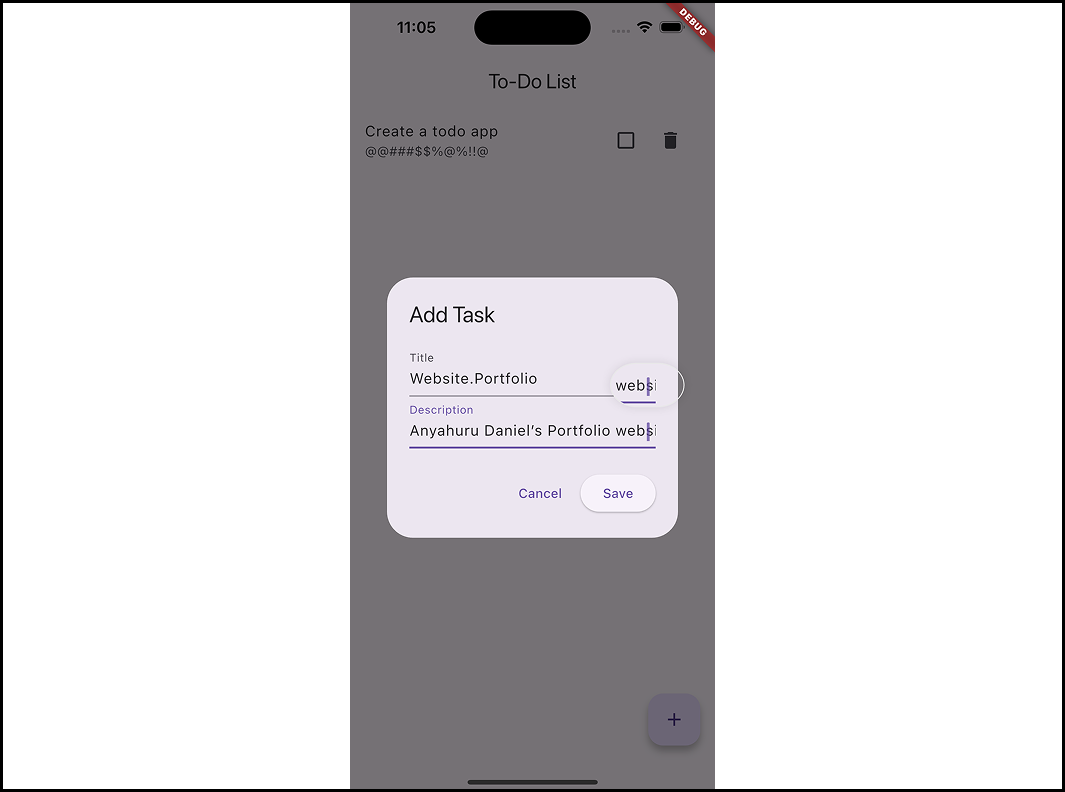 11:05
DEBUG
To-Do List
Create a todo app
@@###$$%@%!!@
Add Task
Title
Website.Portfolio
websi
Description
Anyahuru Daniel’s Portfolio websi
Cancel
Save
+